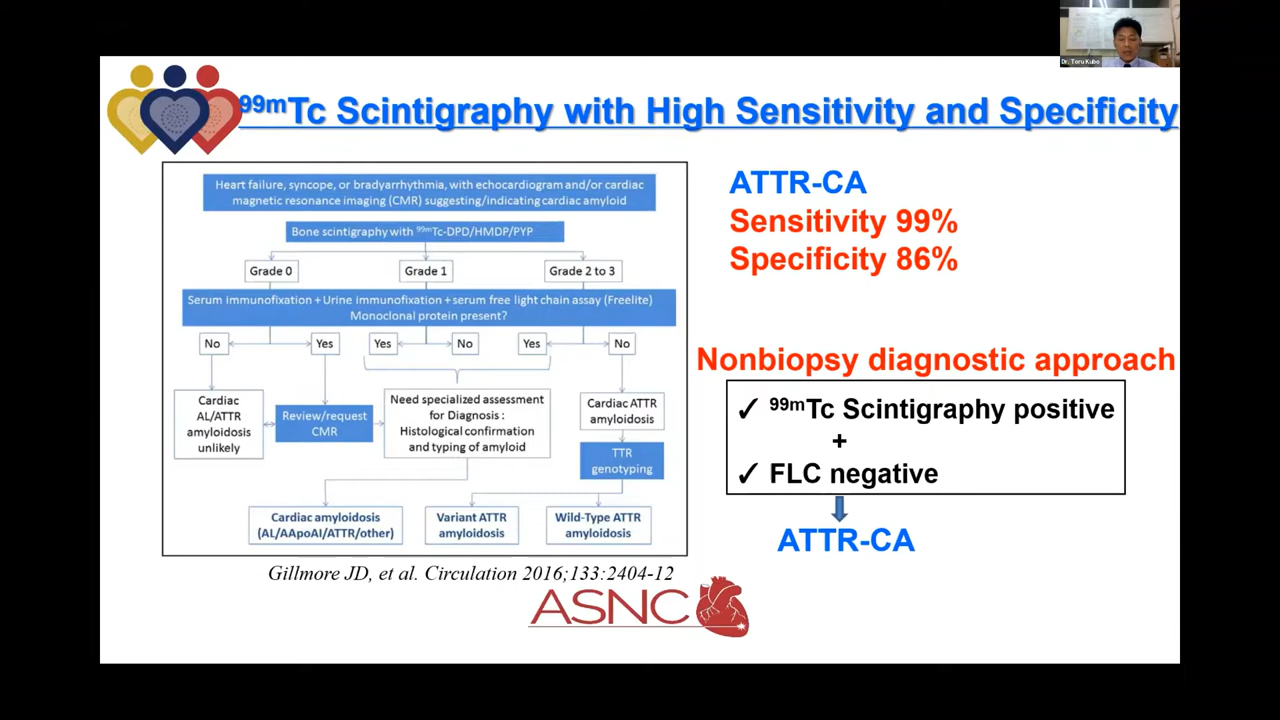 Dr. Toru Kubo
99mTc Scintigraphy with High Sensitivity and Specificity
Heart failure, syncope, or bradyarrhythmia, with echocardiogram and/or cardiac
magnetic resonance imaging (CMR) suggesting/indicating cardiac amyloid
Bone scintigraphy with 99mTc-DPD/HMDP/PYP
Grade 0
Grade 1
Grade 2 to 3
Serum immunofixation + Urine immunofixation + serum free light chain assay (Freelite)
Monoclonal protein present?
No
Yes
Yes
No
Yes
No
Cardiac
AL/ATTR
amyloidosis
unlikely
Review/request
CMR
Need specialized assessment
for Diagnosis :
Histological confirmation
and typing of amyloid
Cardiac ATTR
amyloidosis
TTR
genotyping
Cardiac amyloidosis
(AL/AApoAI/ATTR/other)
Variant ATTR
amyloidosis
Wild-Type ATTR
amyloidosis
Gillmore JD, et al. Circulation 2016;133:2404-12
ATTR-CA
Sensitivity 99%
Specificity 86%
Nonbiopsy diagnostic approach
✓ 99mTc Scintigraphy positive
+
✓ FLC negative
ATTR-CA
ASNC